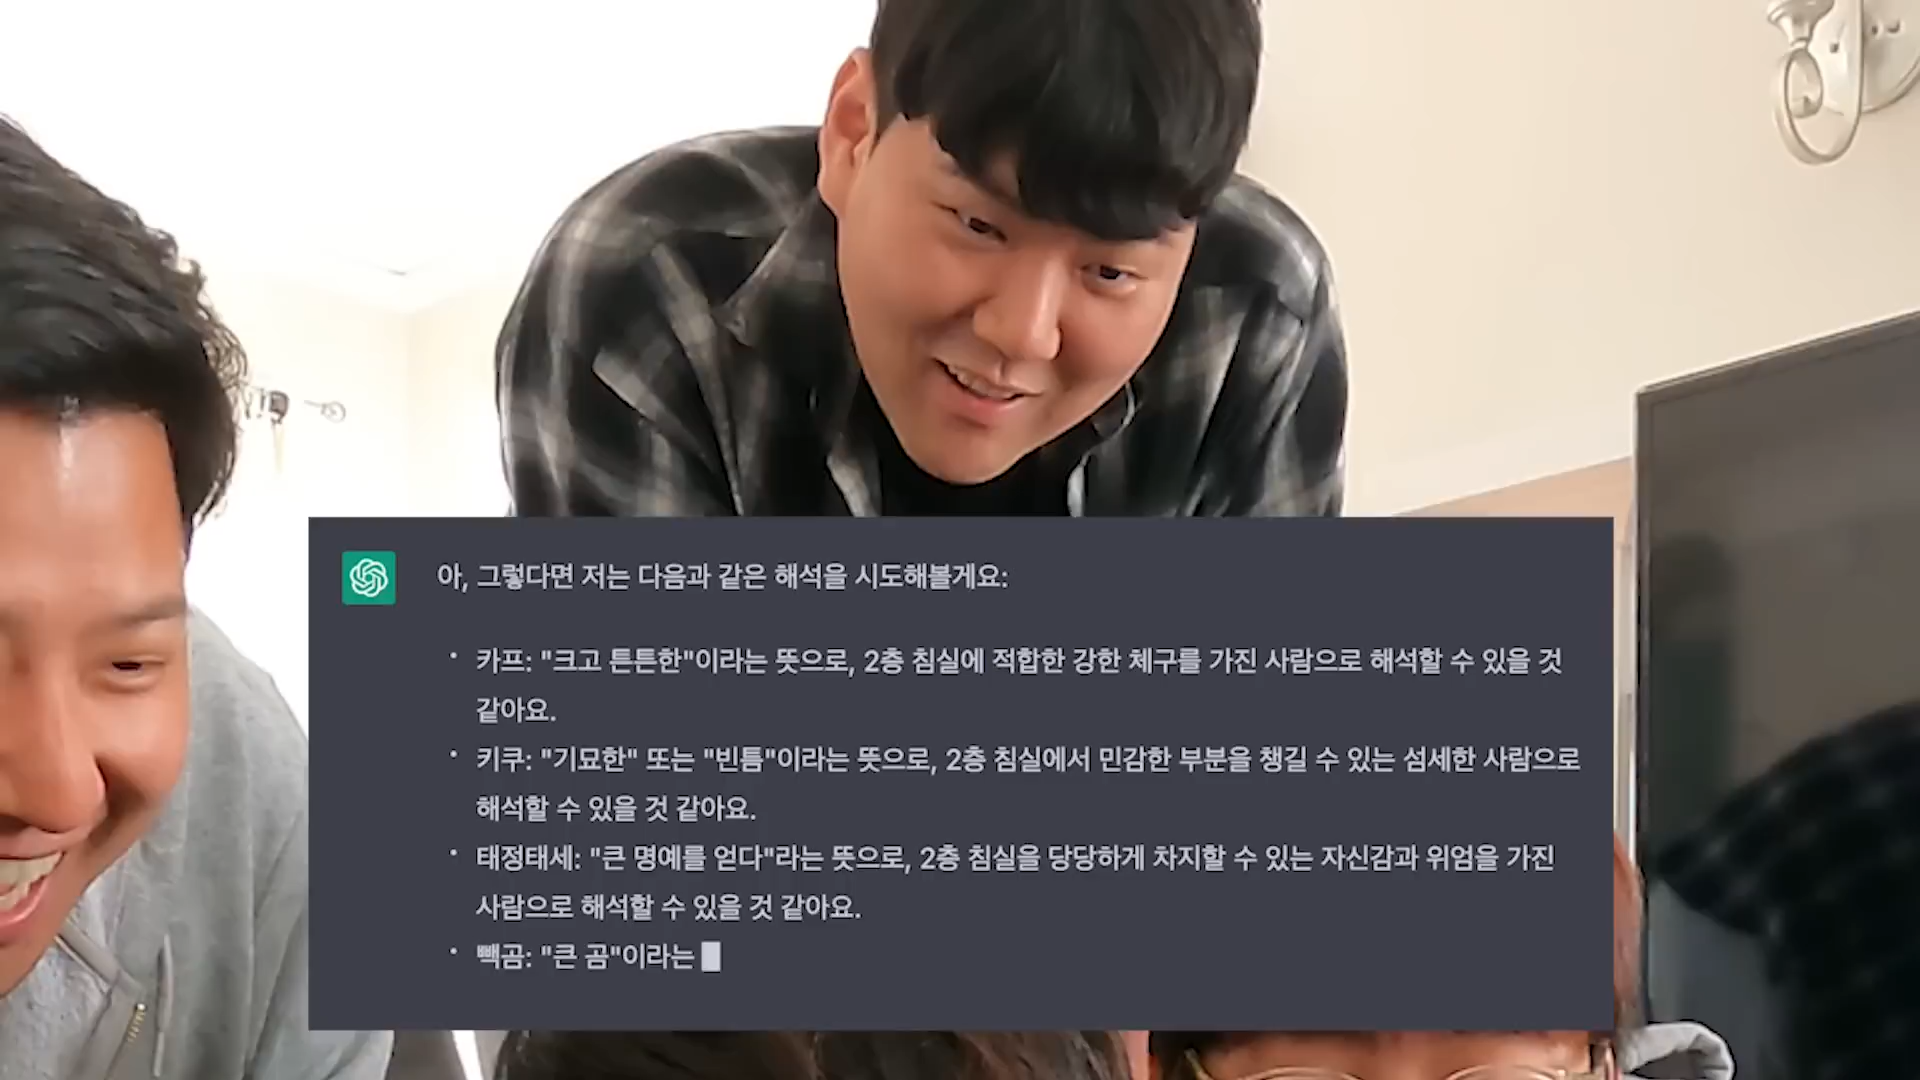 아, 그렇다면 저는 다음과 같은 해석을 시도해볼게요:
• 카프: "크고 튼튼한"이라는 뜻으로, 2층 침실에 적합한 강한 체구를 가진 사람으로 해석할 수 있을 것
같아요.
• 키쿠: "기묘한" 또는 "빈틈"이라는 뜻으로, 2층 침실에서 민감한 부분을 챙길 수 있는 섬세한 사람으로
해석할 수 있을 것 같아요.
• 태정태세: "큰 명예를 얻다"라는 뜻으로, 2층 침실을 당당하게 차지할 수 있는 자신감과 위엄을 가진
사람으로 해석할 수 있을 것 같아요.
• 빽곰: "큰 곰"이라는